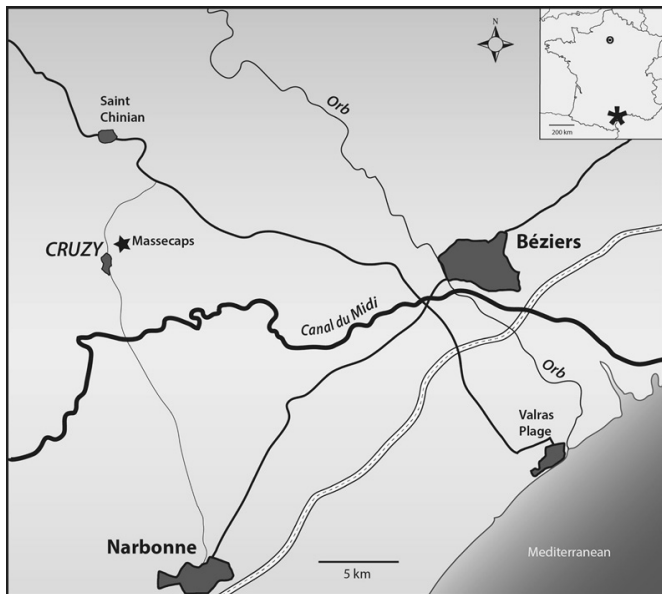 Saint
Chinian
Orb
200 km
CRUZY
Massecaps
Béziers
Canal du Midi
Orb
Valras
Plage
Narbonne
5 km
Mediterranean